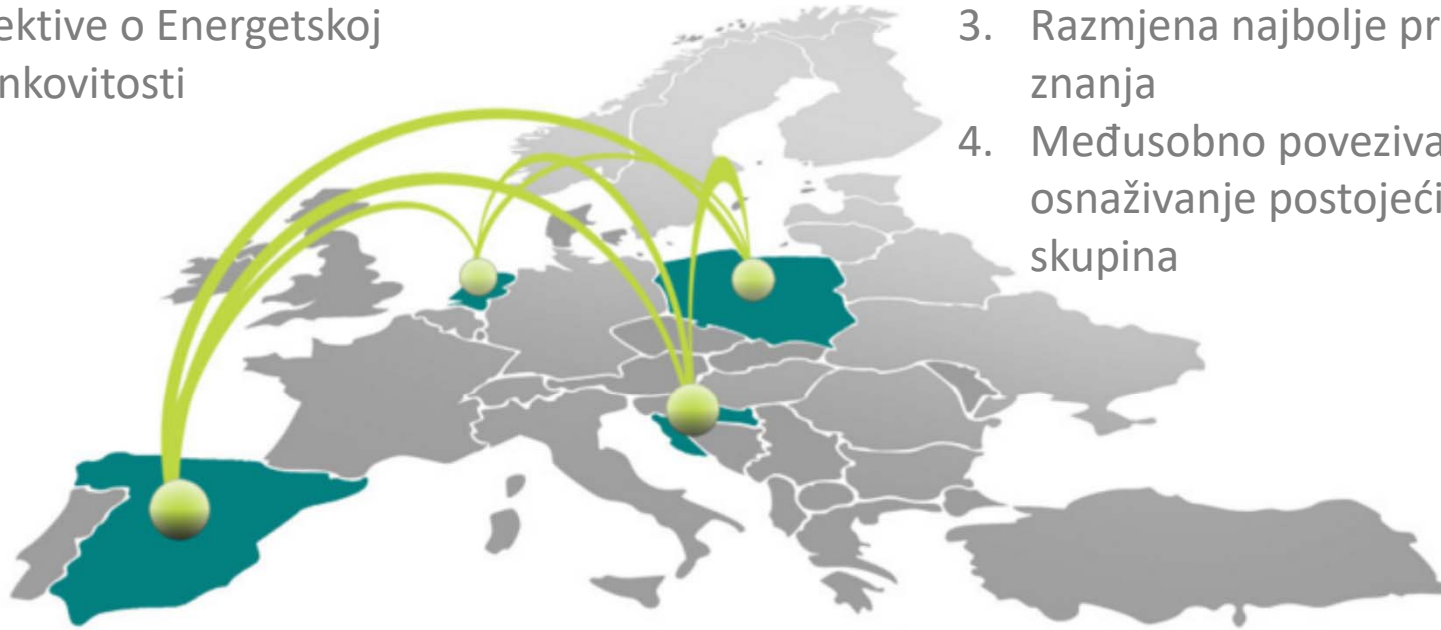 ektive o Energetskoj
nkovitosti
3. Razmjena najbolje pr
znanja
4. Međusobno poveziva
osnaživanje postojeći
skupina